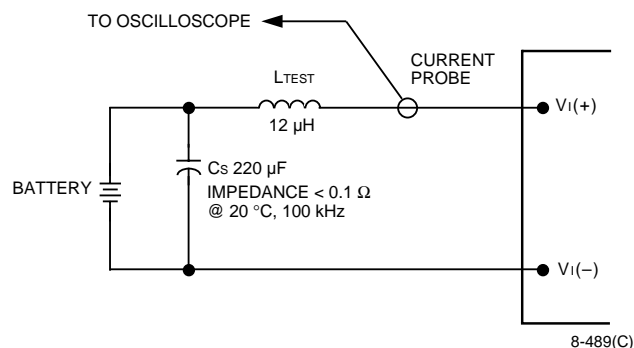 TO OSCILLOSCOPE
CURRENT
PROBE
LTEST
12 µH
VI(+)
CS 220 µF
IMPEDANCE < 0.1 Ω
@ 20 °C, 100 kHz
BATTERY
VI(–)
8-489(C)